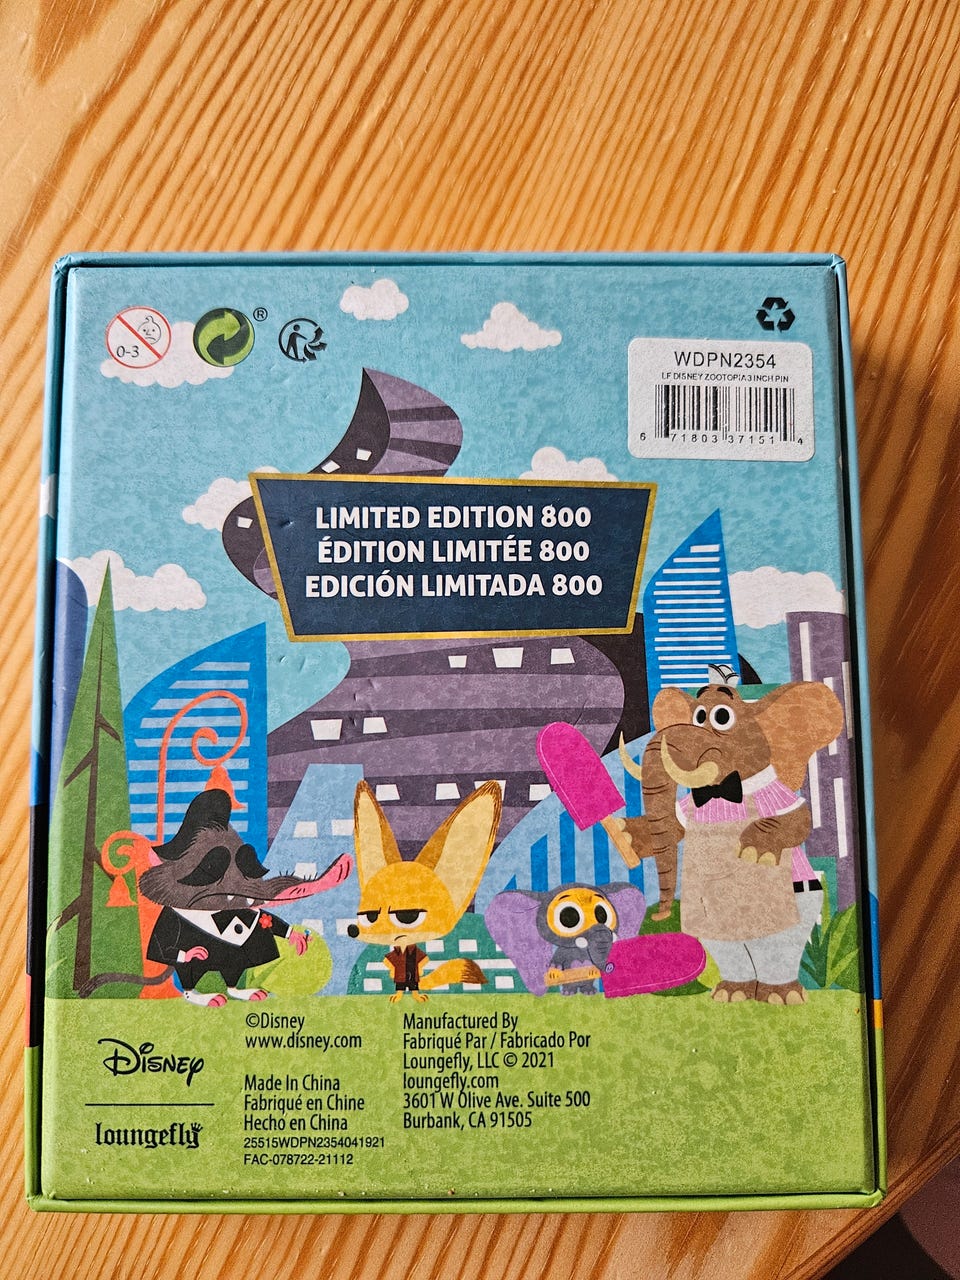 0-3
®
WDPN2354
LF DISNEY ZOOTOPIA 3 INCH PIN
6 71803 37151 4
LIMITED EDITION 800
ÉDITION LIMITÉE 800
EDICIÓN LIMITADA 800
Disney
loungefly
©Disney
www.disney.com
Made In China
Fabriqué en Chine
Hecho en China
25515WDPN2354041921
FAC-078722-21112
Manufactured By
Fabriqué Par / Fabricado Por
Loungefly, LLC © 2021
loungefly.com
3601 W Olive Ave. Suite 500
Burbank, CA 91505